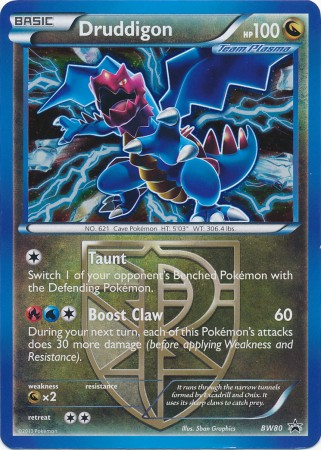 BASIC
Druddigon
HP100
Team Plasma
NO. 621 Cave Pokémon HT: 5'03" WT: 306.4 lbs.
Taunt
Switch 1 of your opponent's Benched Pokémon with
the Defending Pokémon.
Boost Claw 60
During your next turn, each of this Pokémon's attacks
does 30 more damage (before applying Weakness and
Resistance).
weakness resistance
×2
retreat
It runs through the narrow tunnels
formed by Excadrill and Onix. It
uses its sharp claws to catch prey.
©2013 Pokémon
Illus. 5ban Graphics
BW80